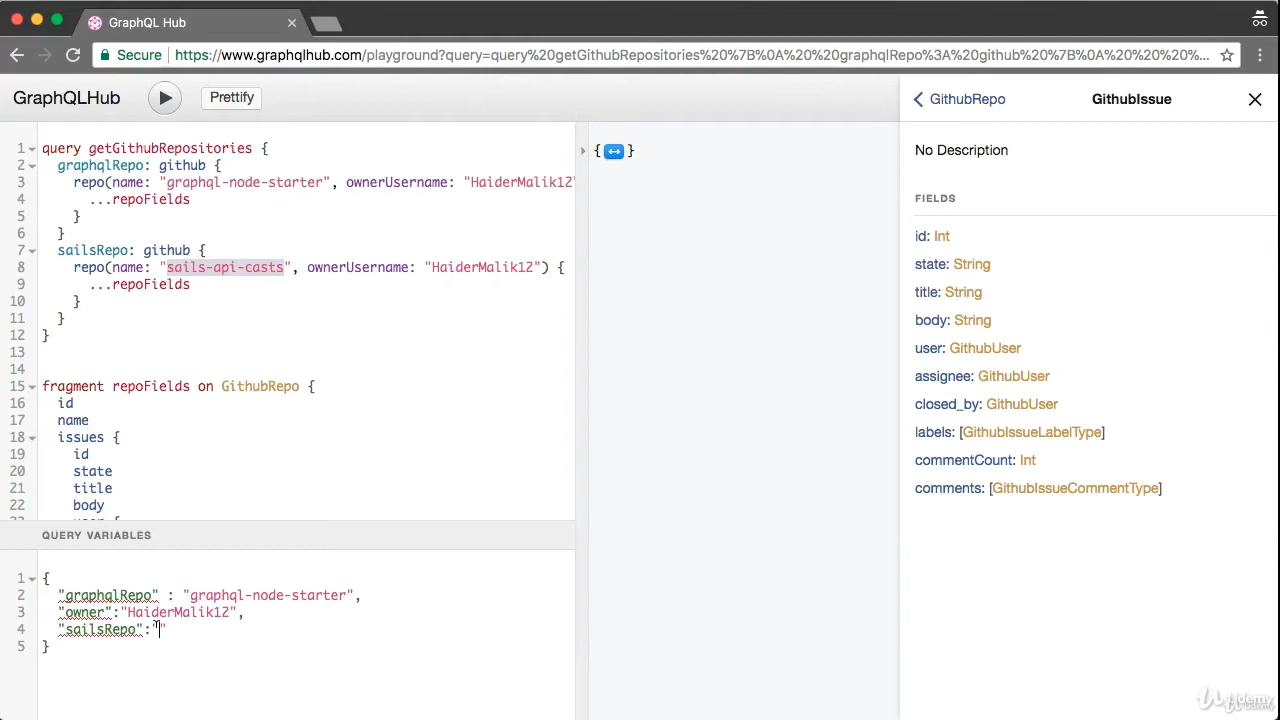 GraphQL Hub
Secure https://www.graphqlhub.com/playground?query=query%20getGithubRepositories%20%7B%0A%20%20graphqlRepo%3A%20github%20%7B%0A%20%20%20%20%...
GraphQLHub Prettify
GithubRepo GithubIssue
No Description
FIELDS
id: Int
state: String
title: String
body: String
user: GithubUser
assignee: GithubUser
closed_by: GithubUser
labels: [GithubIssueLabelType]
commentCount: Int
comments: [GithubIssueCommentType]
1 query getGithubRepositories {
2 graphqlRepo: github {
3 repo(name: "graphql-node-starter", ownerUsername: "HaiderMalik12"
4 ...repoFields
5 }
6 }
7 sailsRepo: github {
8 repo(name: "sails-api-casts", ownerUsername: "HaiderMalik12") {
9 ...repoFields
10 }
11 }
12 }
13
14
15 fragment repoFields on GithubRepo {
16 id
17 name
18 issues {
19 id
20 state
21 title
22 body
{ ↔ }
QUERY VARIABLES
1 {
2 "graphqlRepo" : "graphql-node-starter",
3 "owner":"HaiderMalik12",
4 "sailsRepo":""
5 }
Udemy